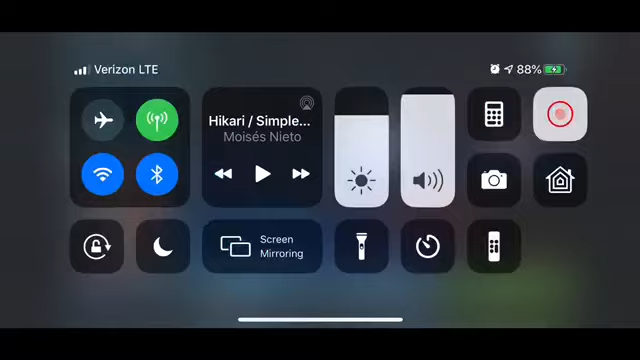 Verizon LTE
88%
Hikari / Simple...
Moisés Nieto
Screen
Mirroring